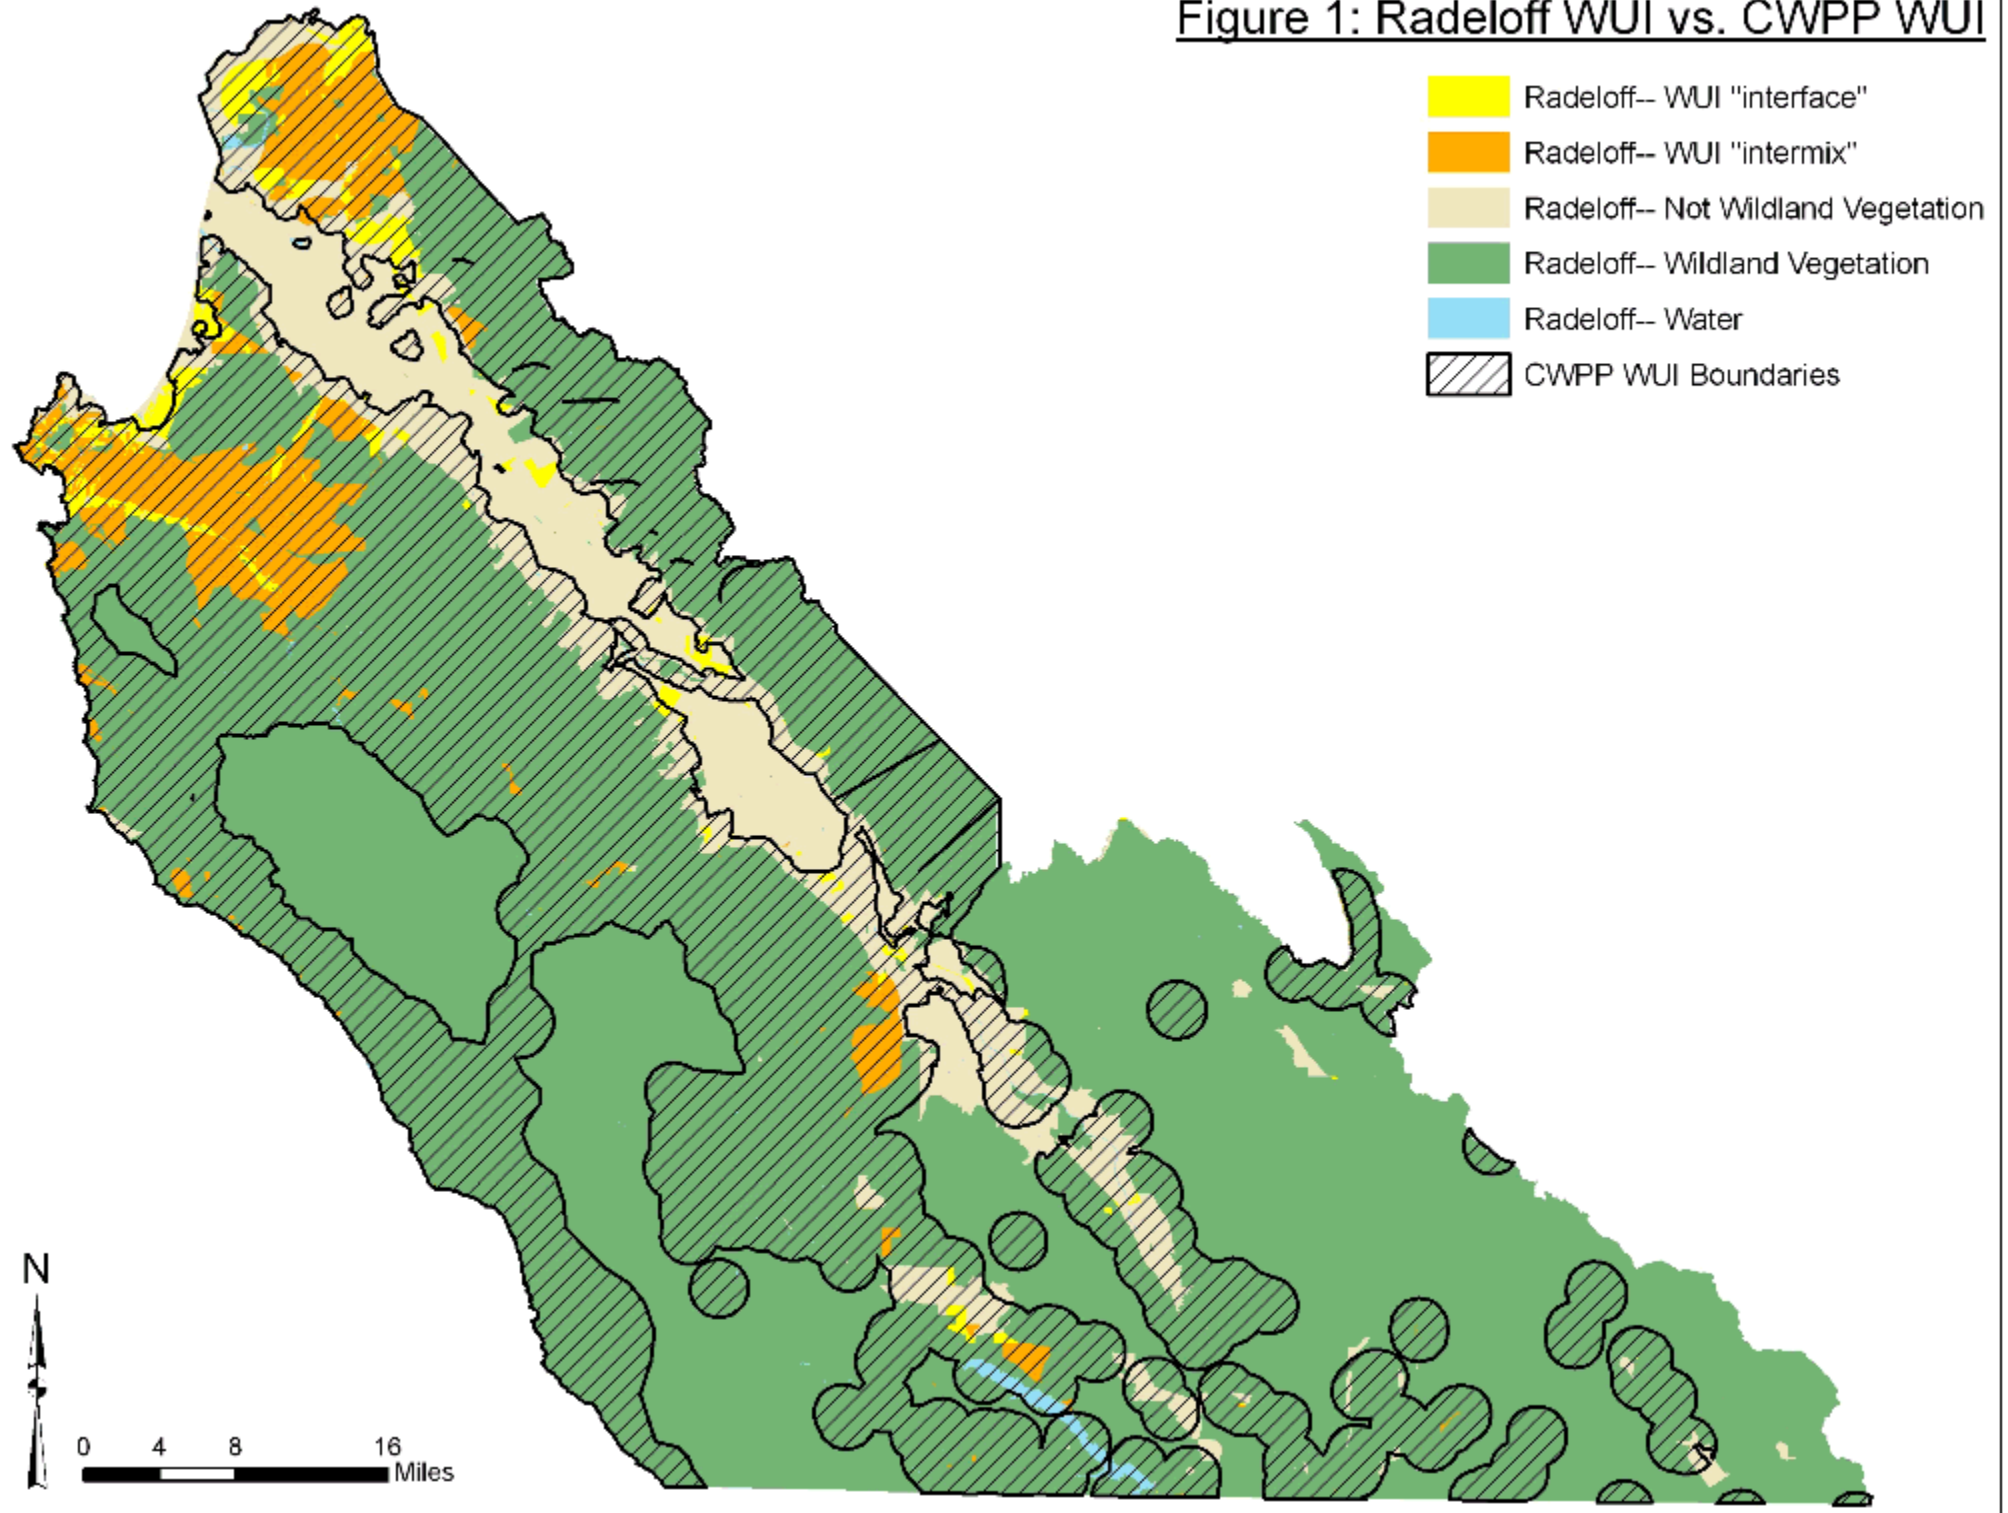 Figure 1: Radeloff WUI vs. CWPP WUI
Radeloff-- WUI "interface"
Radeloff-- WUI "intermix"
Radeloff-- Not Wildland Vegetation
Radeloff-- Wildland Vegetation
Radeloff-- Water
CWPP WUI Boundaries
N
0 4 8 16
Miles